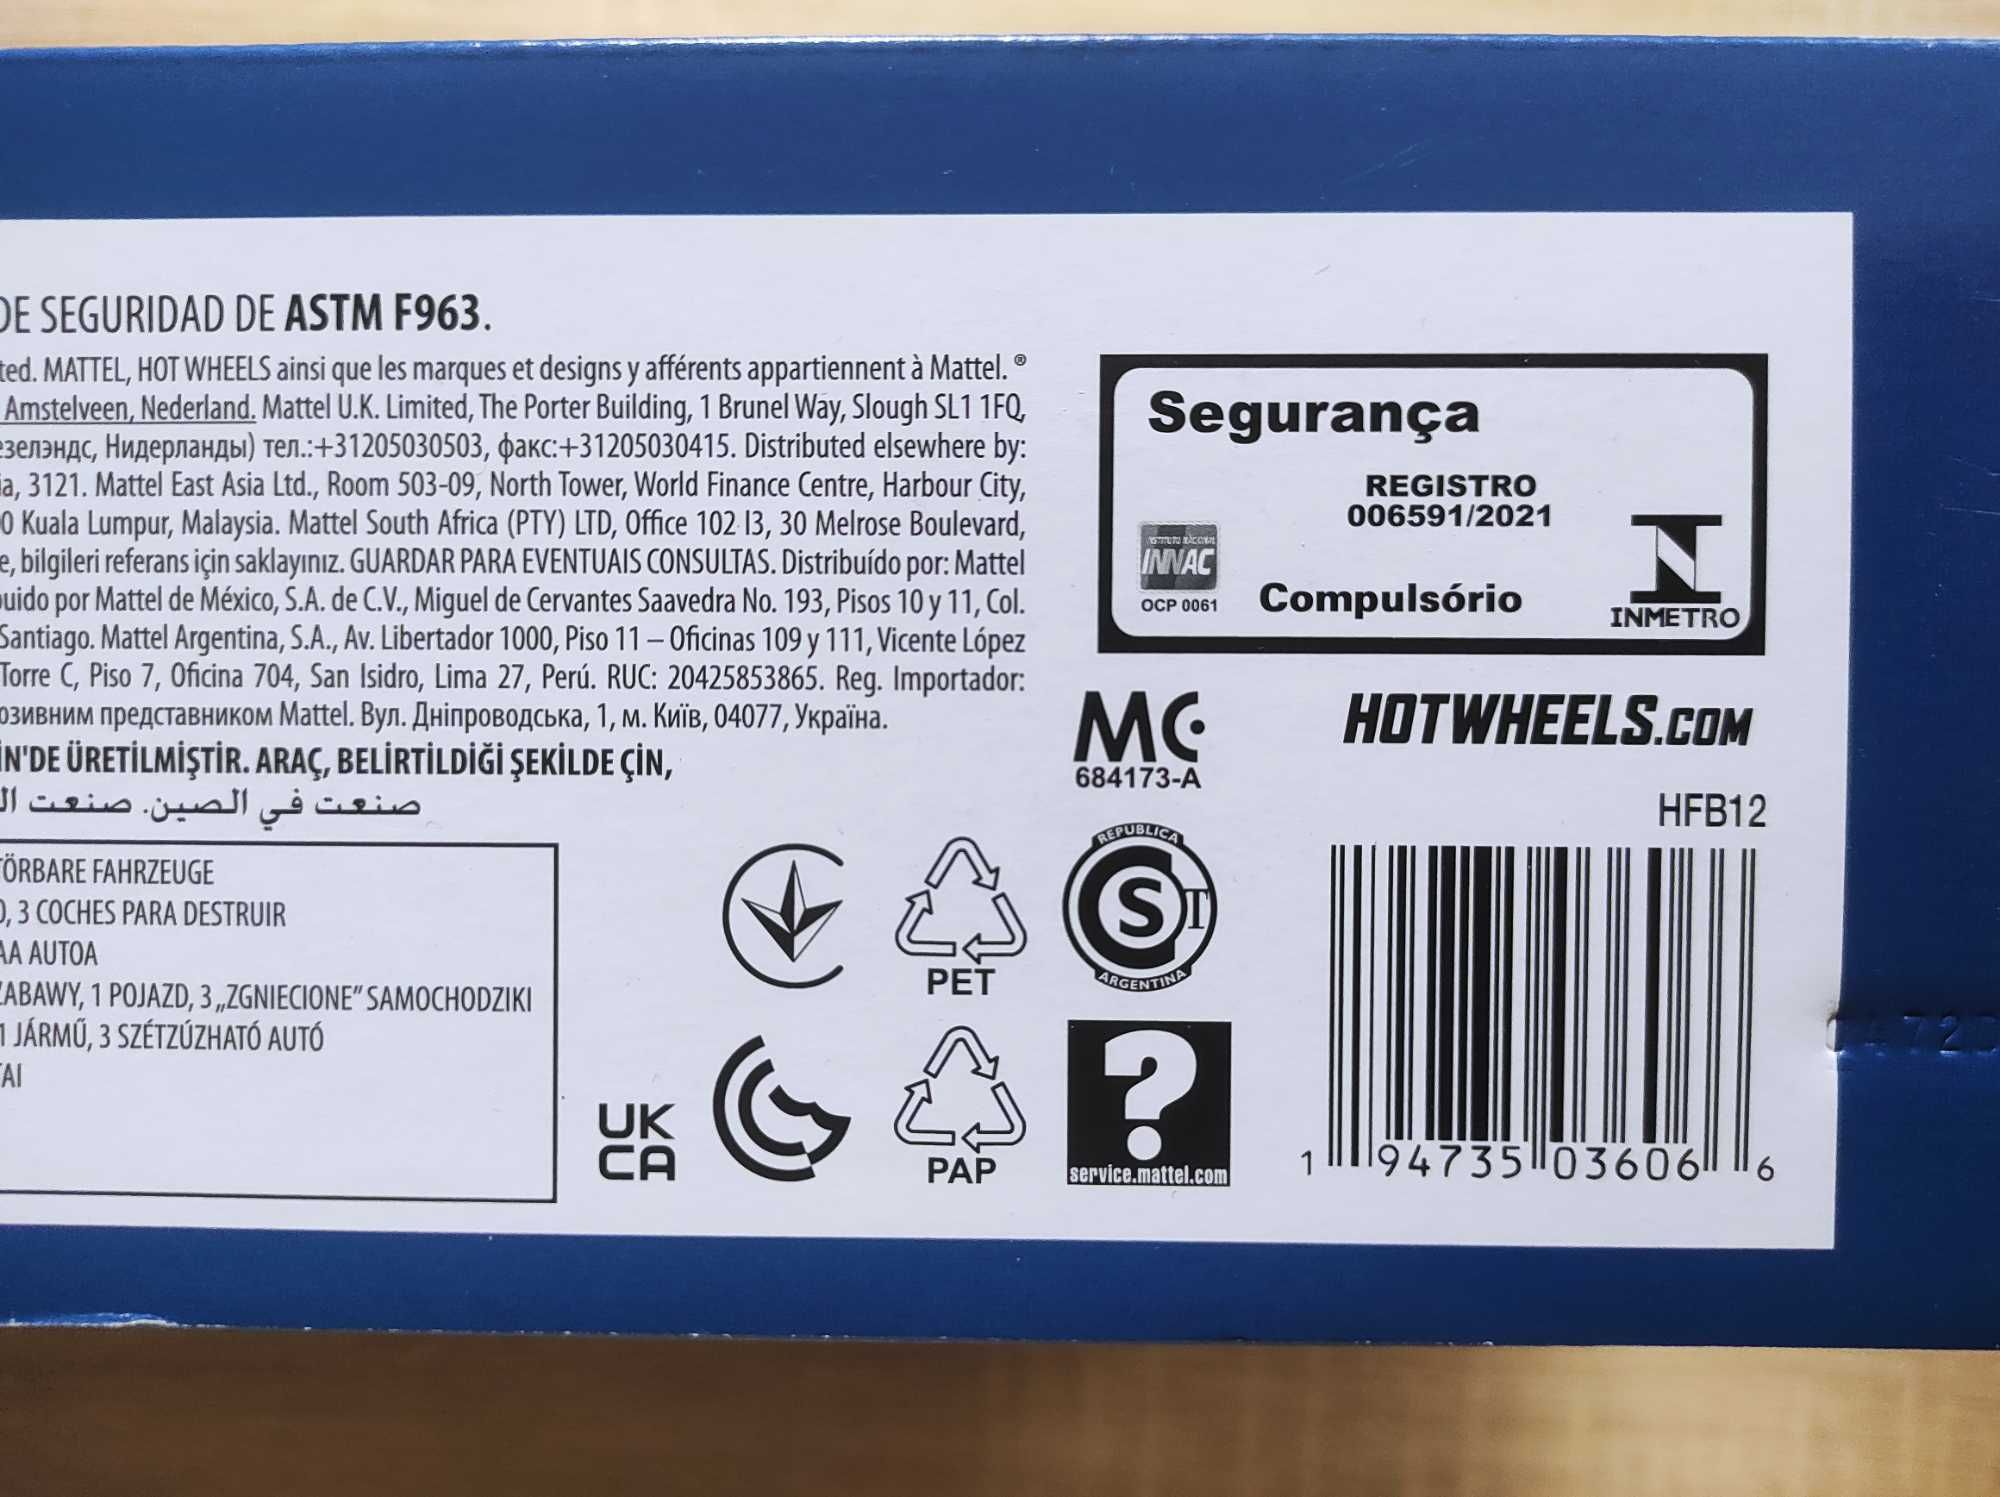 DE SEGURIDAD DE ASTM F963.
ted. MATTEL, HOT WHEELS ainsi que les marques et designs y afférents appartiennent à Mattel. ®
Amstelveen, Nederland. Mattel U.K. Limited, The Porter Building, 1 Brunel Way, Slough SL1 1FQ,
езелэндс, Нидерланды) тел.:+31205030503, факс:+31205030415. Distributed elsewhere by:
ia, 3121. Mattel East Asia Ltd., Room 503-09, North Tower, World Finance Centre, Harbour City,
0 Kuala Lumpur, Malaysia. Mattel South Africa (PTY) LTD, Office 102 I3, 30 Melrose Boulevard,
e, bilgileri referans için saklayınız. GUARDAR PARA EVENTUAIS CONSULTAS. Distribuído por: Mattel
buido por Mattel de México, S.A. de C.V., Miguel de Cervantes Saavedra No. 193, Pisos 10 y 11, Col.
Santiago. Mattel Argentina, S.A., Av. Libertador 1000, Piso 11 – Oficinas 109 y 111, Vicente López
Torre C, Piso 7, Oficina 704, San Isidro, Lima 27, Perú. RUC: 20425853865. Reg. Importador:
озивним представником Mattel. Вул. Дніпроводська, 1, м. Київ, 04077, Україна.
İN'DE ÜRETİLMİŞTİR. ARAÇ, BELİRTİLDİĞİ ŞEKİLDE ÇİN,
صنعت في الصين. صنعت ال
TÖRBARE FAHRZEUGE
O, 3 COCHES PARA DESTRUIR
AA AUTOA
ZABAWY, 1 POJAZD, 3 „ZGNIECIONE” SAMOCHODZIKI
1 JÁRMŰ, 3 SZÉTZÚZHATÓ AUTÓ
TAI
Segurança
REGISTRO
006591/2021
INSTITUTO NACIONAL
INNAC
OCP 0061
Compulsório
INMETRO
MC
684173-A
HOTWHEELS.COM
HFB12
PET
REPUBLICA
S T
ARGENTINA
UK
CA
PAP
?
service.mattel.com
1 94735 03606 6